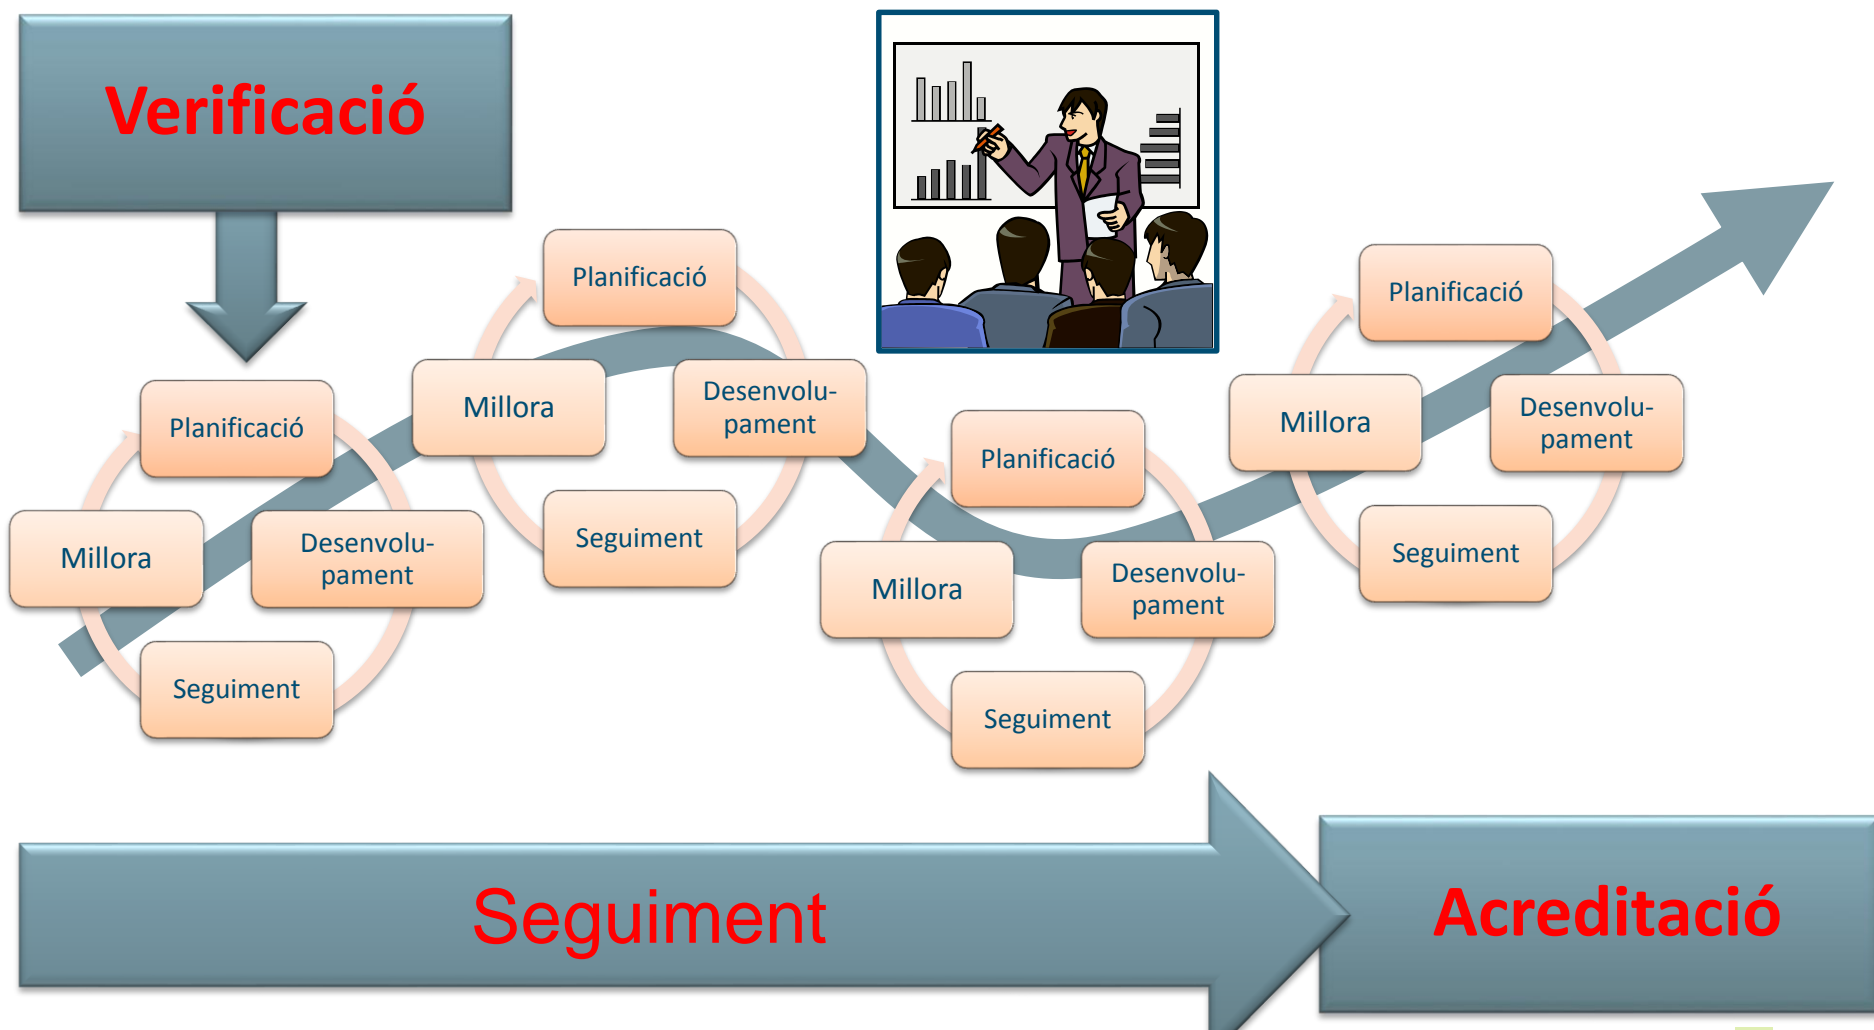 Verificació
Planificació
Desenvolu-
pament
Seguiment
Millora
Planificació
Desenvolu-
pament
Seguiment
Millora
Planificació
Desenvolu-
pament
Seguiment
Millora
Planificació
Desenvolu-
pament
Seguiment
Millora
Seguiment
Acreditació